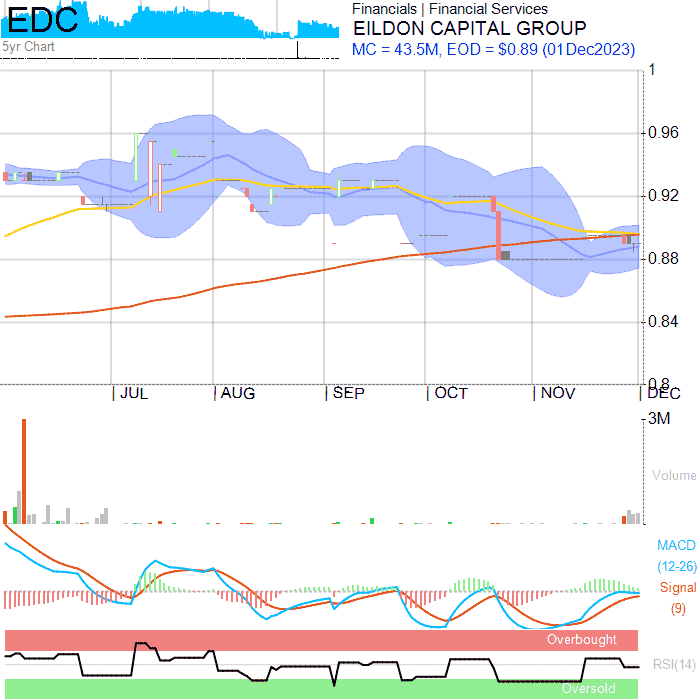 EDC
Financials | Financial Services
EILDON CAPITAL GROUP
MC = 43.5M, EOD = $0.89 (01Dec2023)
5yr Chart
1
0.96
0.92
0.88
0.84
0.8
JUL AUG SEP OCT NOV DEC
3M
Volume
MACD
(12-26)
Signal
(9)
Overbought
RSI(14)
Oversold